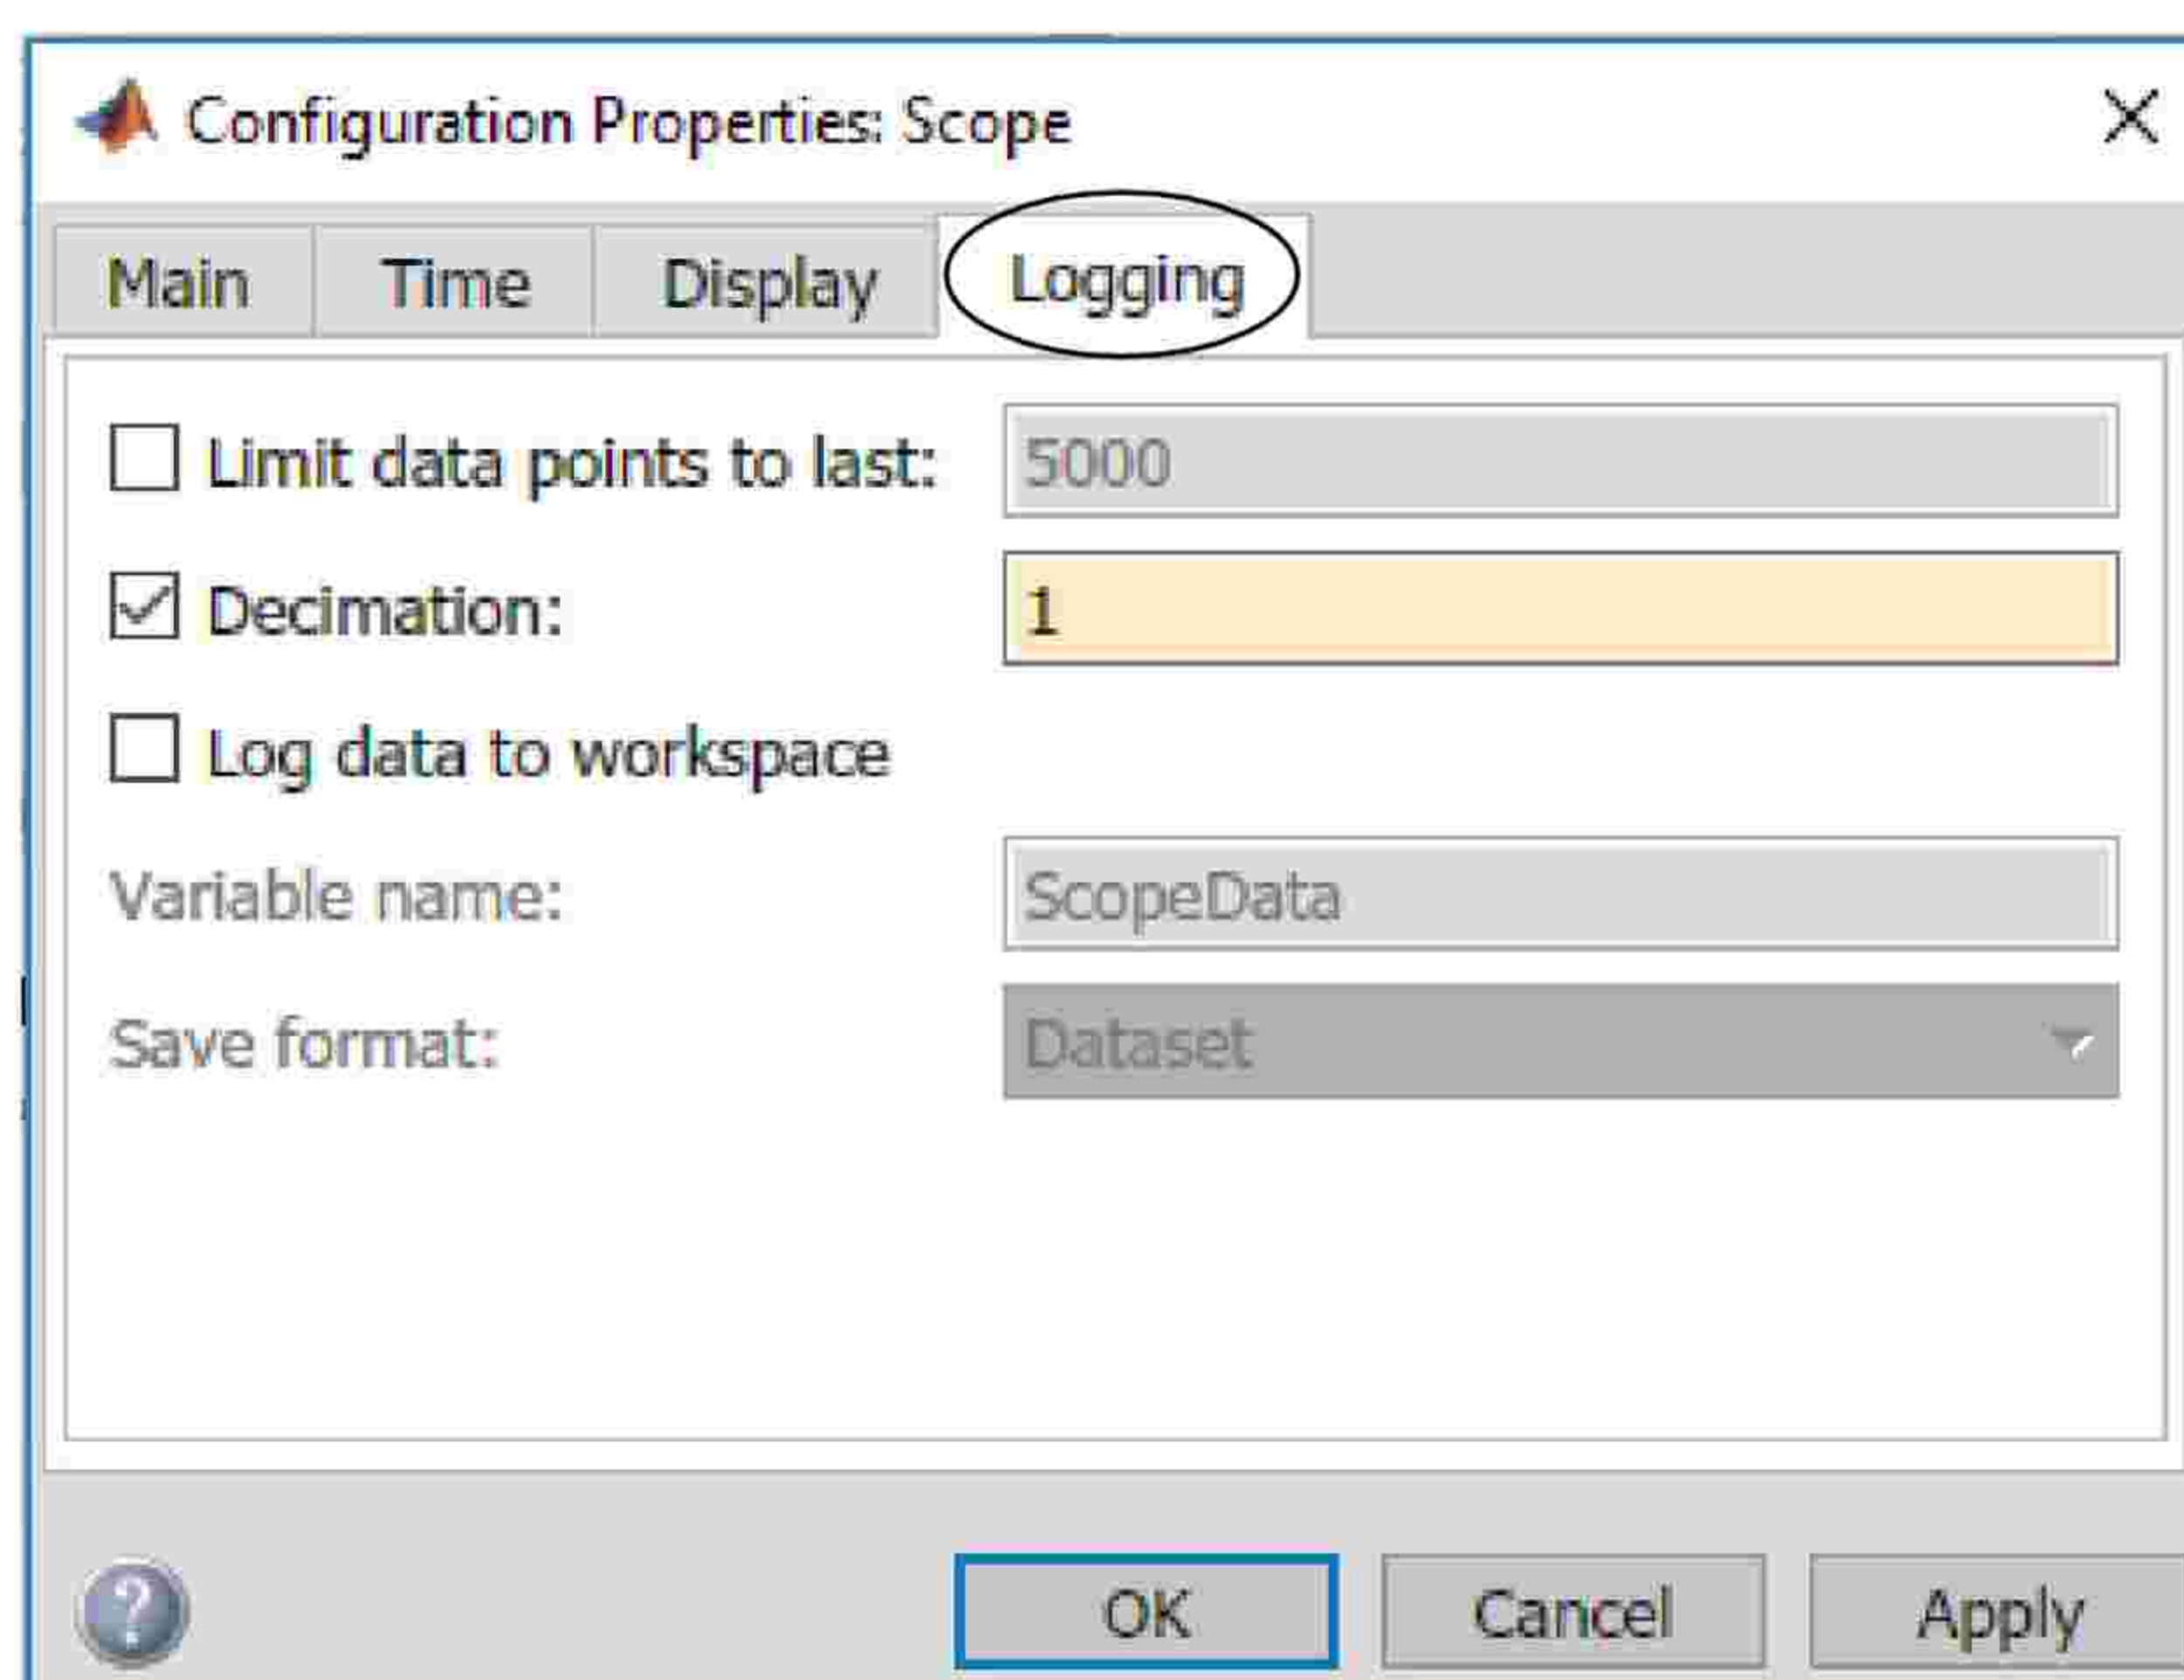 Configuration Properties: Scope
Main Time Display Logging
Limit data points to last: 5000
Decimation: 1
Log data to workspace
Variable name: ScopeData
Save format: Dataset
? OK Cancel Apply